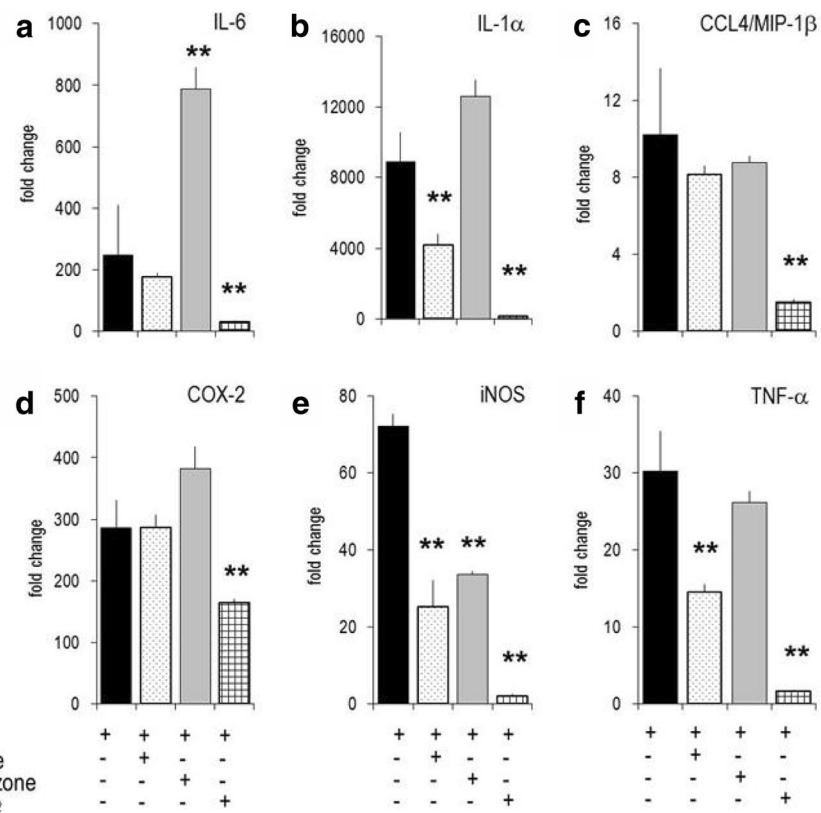 a IL-6 b IL-1α c CCL4/MIP-1β
1000 16000 16
800 12000 12
600 8000 8
400 4000 4
200 0 0
0
fold change fold change fold change
** ** ** ** **
d COX-2 e iNOS f TNF-α
500 80 40
400 60 30
300 40 20
200 20 10
100 0 0
0
fold change fold change fold change
** ** ** ** ** **
+ + + + + + + + + + + +
- + - - - + - - - + - -
zone - - + - - - + - - - + -
- - - + - - - + - - - +